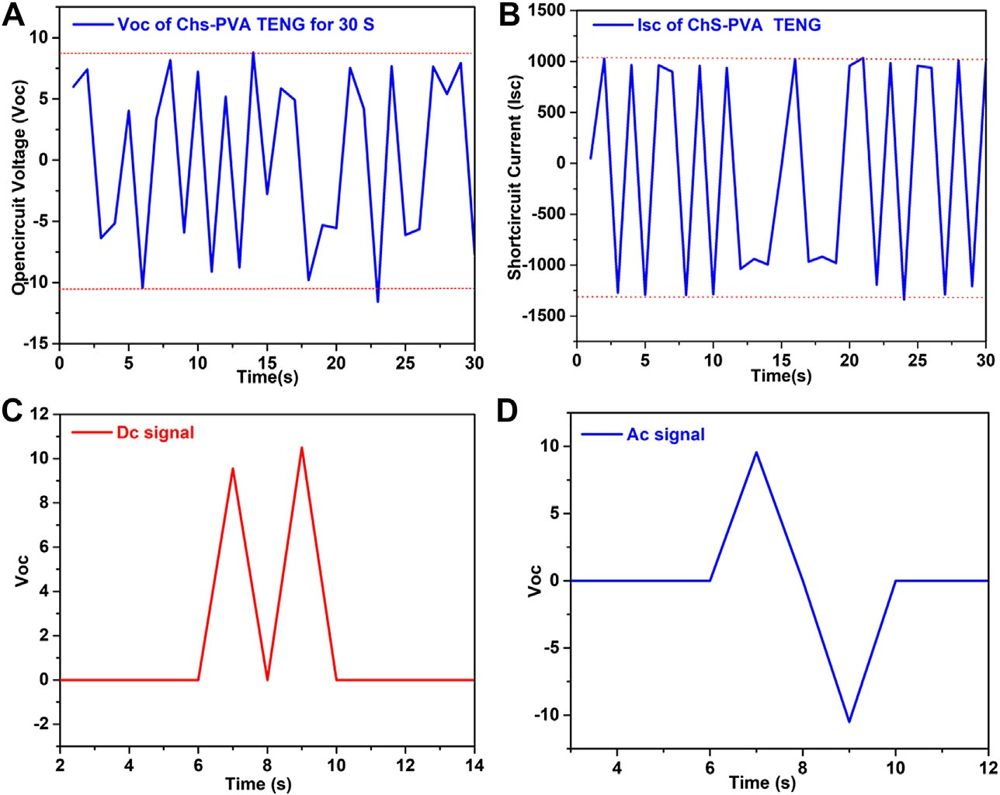 A
Voc of Chs-PVA TENG for 30 S
Opencircuit Voltage (Voc)
10
5
0
-5
-10
-15
0 5 10 15 20 25 30
Time(s)
B
Isc of ChS-PVA TENG
Shortcircuit Current (Isc)
1500
1000
500
0
-500
-1000
-1500
0 5 10 15 20 25 30
Time(s)
C
Dc signal
Voc
12
10
8
6
4
2
0
-2
2 4 6 8 10 12 14
Time (s)
D
Ac signal
Voc
10
5
0
-5
-10
4 6 8 10 12
Time (s)